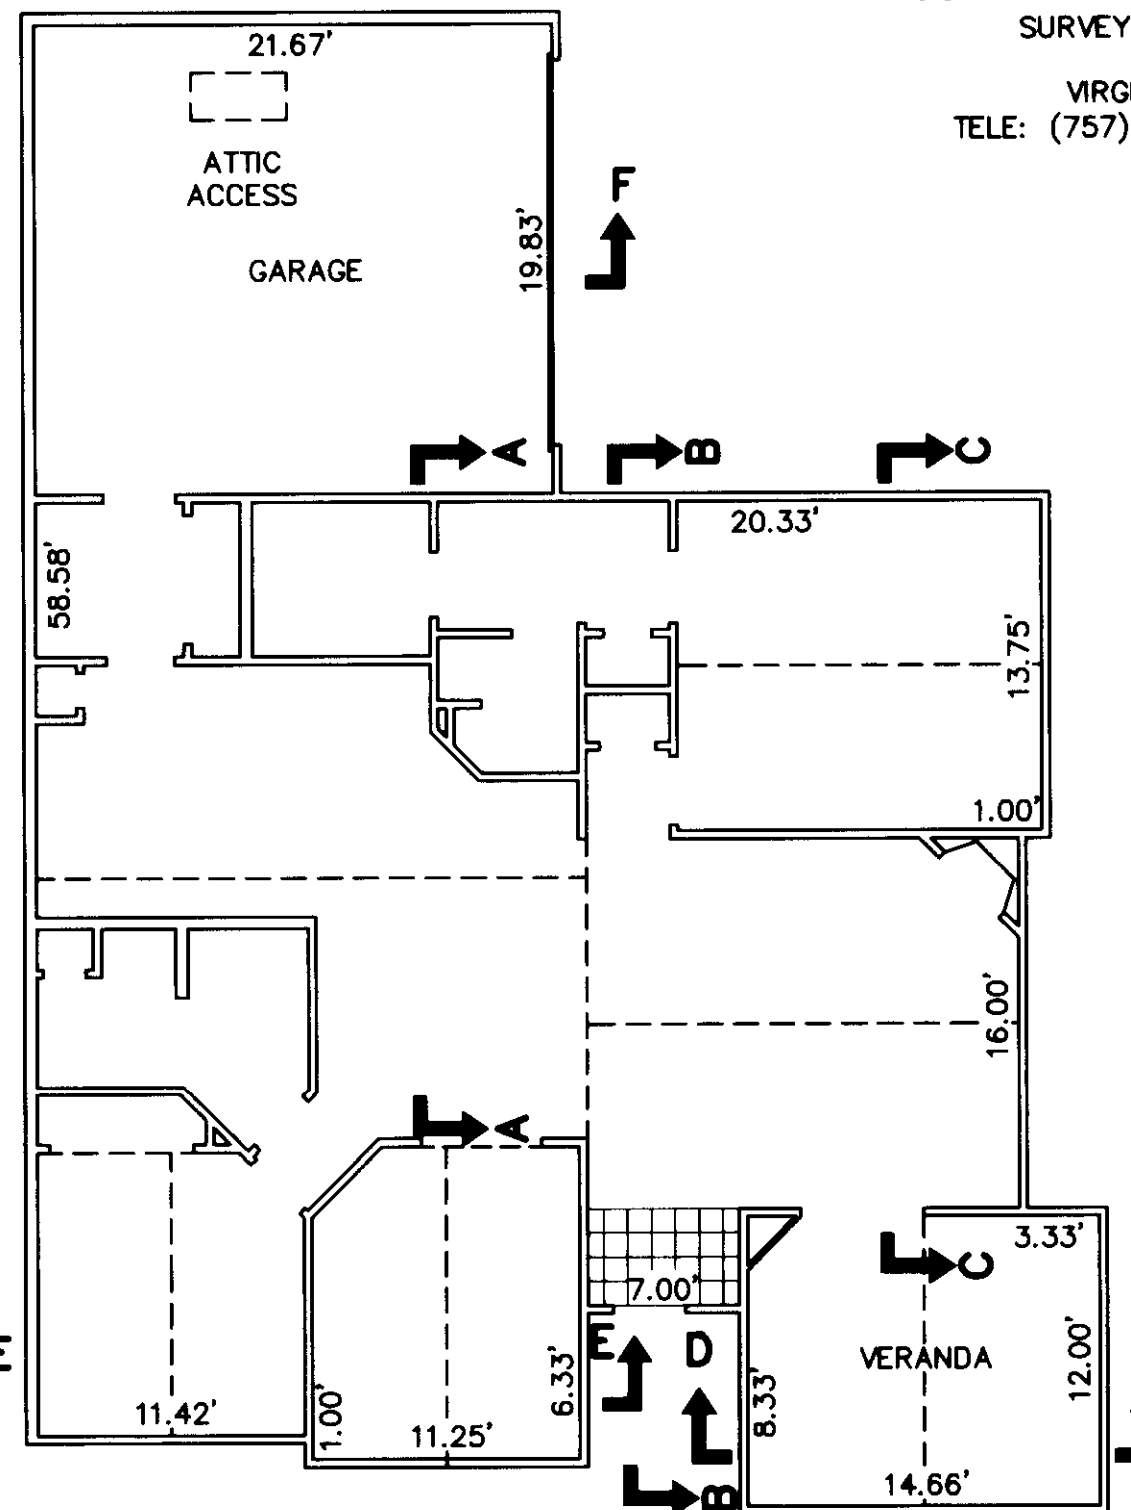 SURVEY
VIRG
TELE: (757)
21.67'
ATTIC
ACCESS
F
19.83'
GARAGE
A
B
C
20.33'
58.58'
13.75'
1.00'
16.00'
A
3.33'
C
7.00'
E
D
VERANDA
12.00'
6.33'
8.33'
11.42'
1.00'
11.25'
14.66'
B